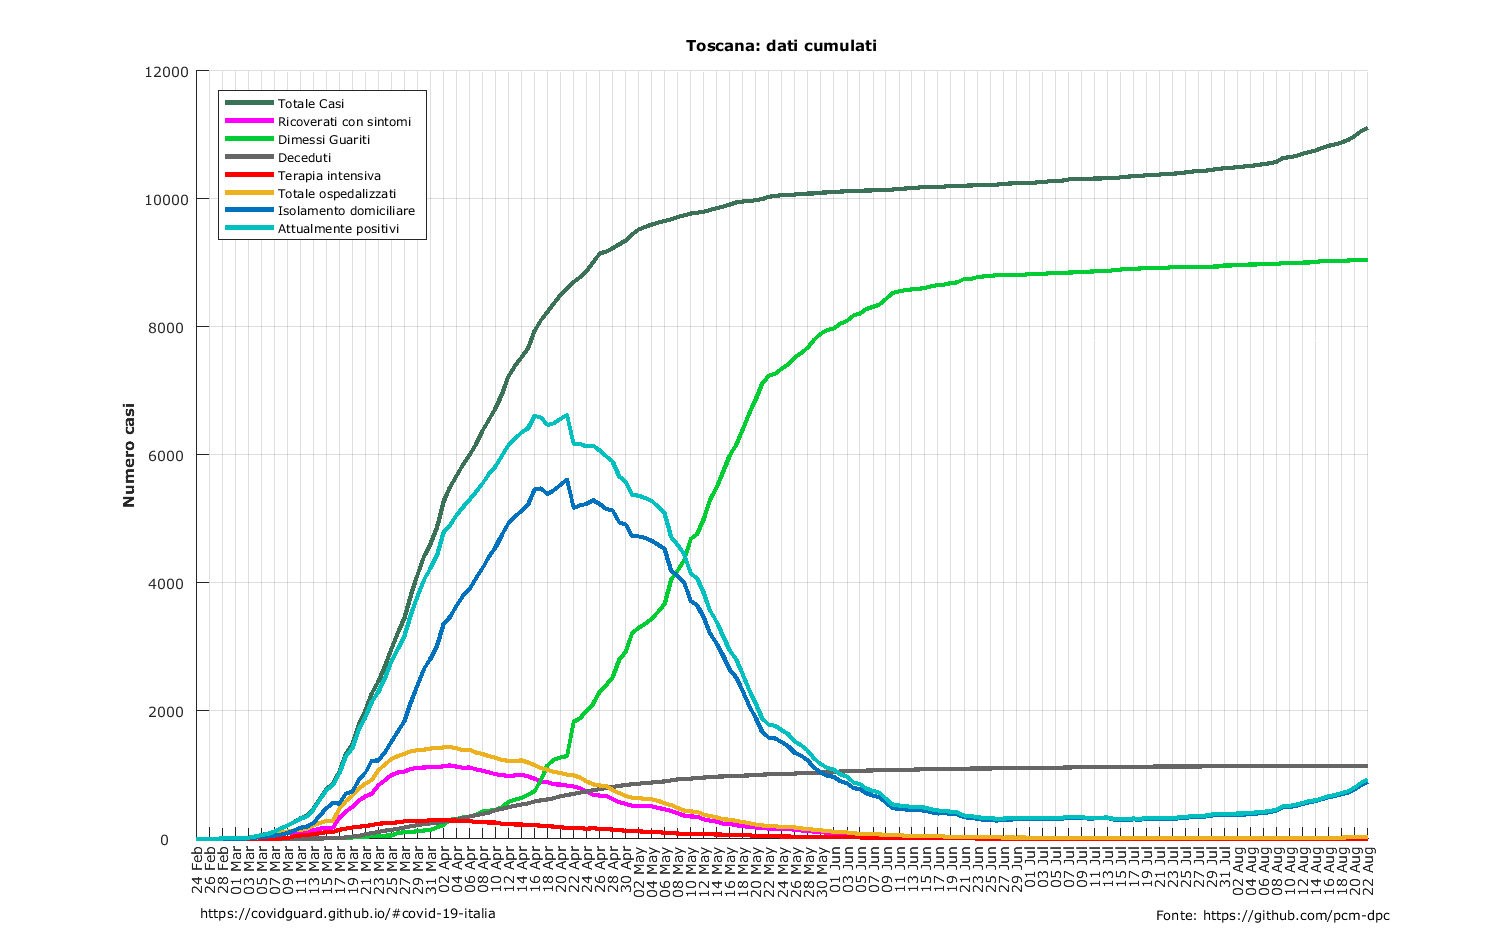 Toscana: dati cumulati
12000
10000
8000
6000
4000
2000
0
Numero casi
Totale Casi
Ricoverati con sintomi
Dimessi Guariti
Deceduti
Terapia intensiva
Totale ospedalizzati
Isolamento domiciliare
Attualmente positivi
24 Feb
26 Feb
28 Feb
01 Mar
03 Mar
05 Mar
07 Mar
09 Mar
11 Mar
13 Mar
15 Mar
17 Mar
19 Mar
21 Mar
23 Mar
25 Mar
27 Mar
29 Mar
31 Mar
02 Apr
04 Apr
06 Apr
08 Apr
10 Apr
12 Apr
14 Apr
16 Apr
18 Apr
20 Apr
22 Apr
24 Apr
26 Apr
28 Apr
30 Apr
02 May
04 May
06 May
08 May
10 May
12 May
14 May
16 May
18 May
20 May
22 May
24 May
26 May
28 May
30 May
01 Jun
03 Jun
05 Jun
07 Jun
09 Jun
11 Jun
13 Jun
15 Jun
17 Jun
19 Jun
21 Jun
23 Jun
25 Jun
27 Jun
29 Jun
01 Jul
03 Jul
05 Jul
07 Jul
09 Jul
11 Jul
13 Jul
15 Jul
17 Jul
19 Jul
21 Jul
23 Jul
25 Jul
27 Jul
29 Jul
31 Jul
02 Aug
04 Aug
06 Aug
08 Aug
10 Aug
12 Aug
14 Aug
16 Aug
18 Aug
20 Aug
22 Aug
https://covidguard.github.io/#covid-19-italia
Fonte: https://github.com/pcm-dpc